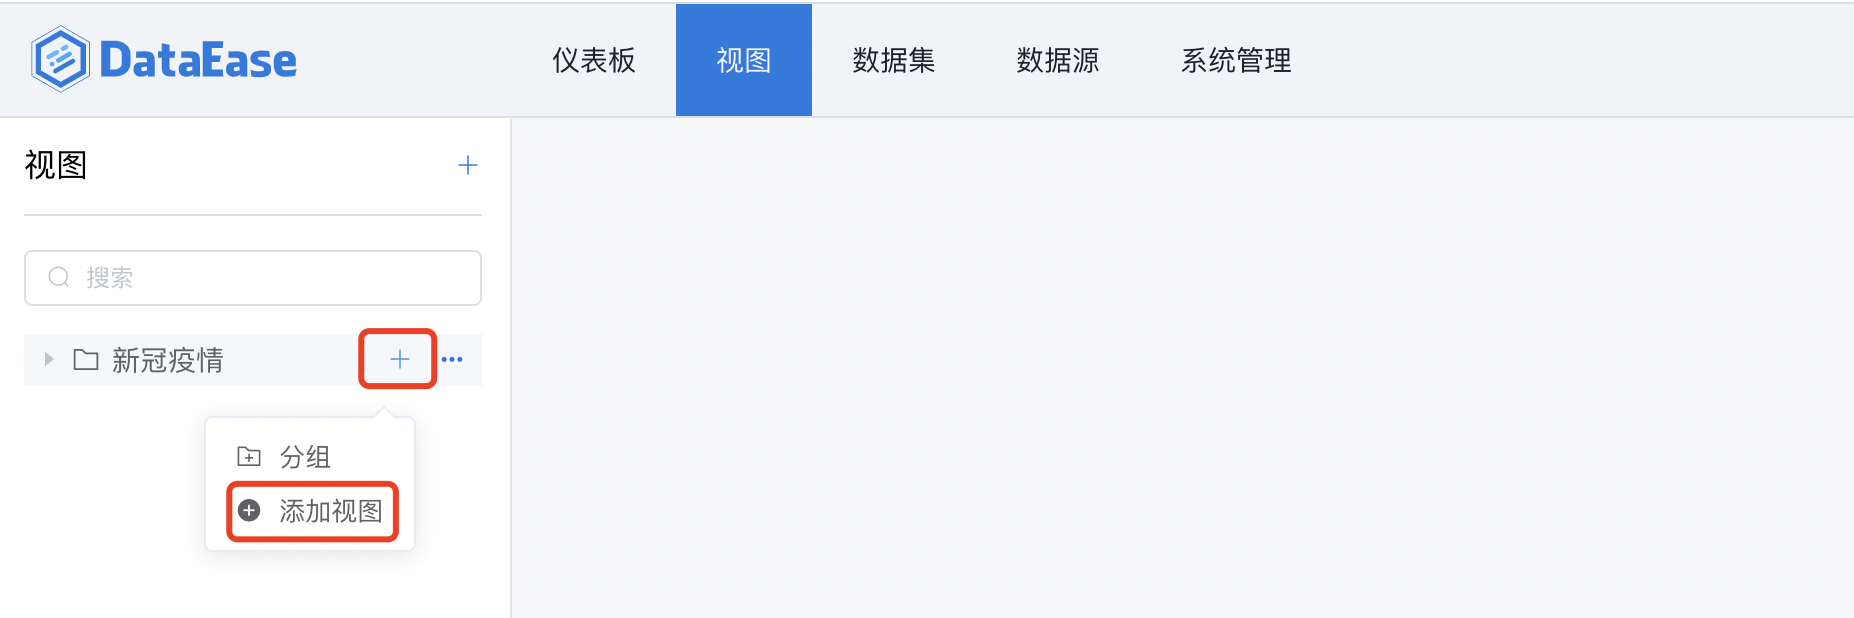 DataEase 仪表板 视图 数据集 数据源 系统管理
视图
搜索
新冠疫情
分组
添加视图